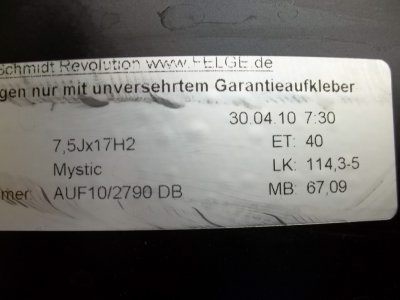 Schmidt Revolution www.FELGE.de
gen nur mit unversehrtem Garantieaufkleber
30.04.10 7:30
7,5Jx17H2 ET: 40
Mystic LK: 114,3-5
mer: AUF10/2790 DB MB: 67,09